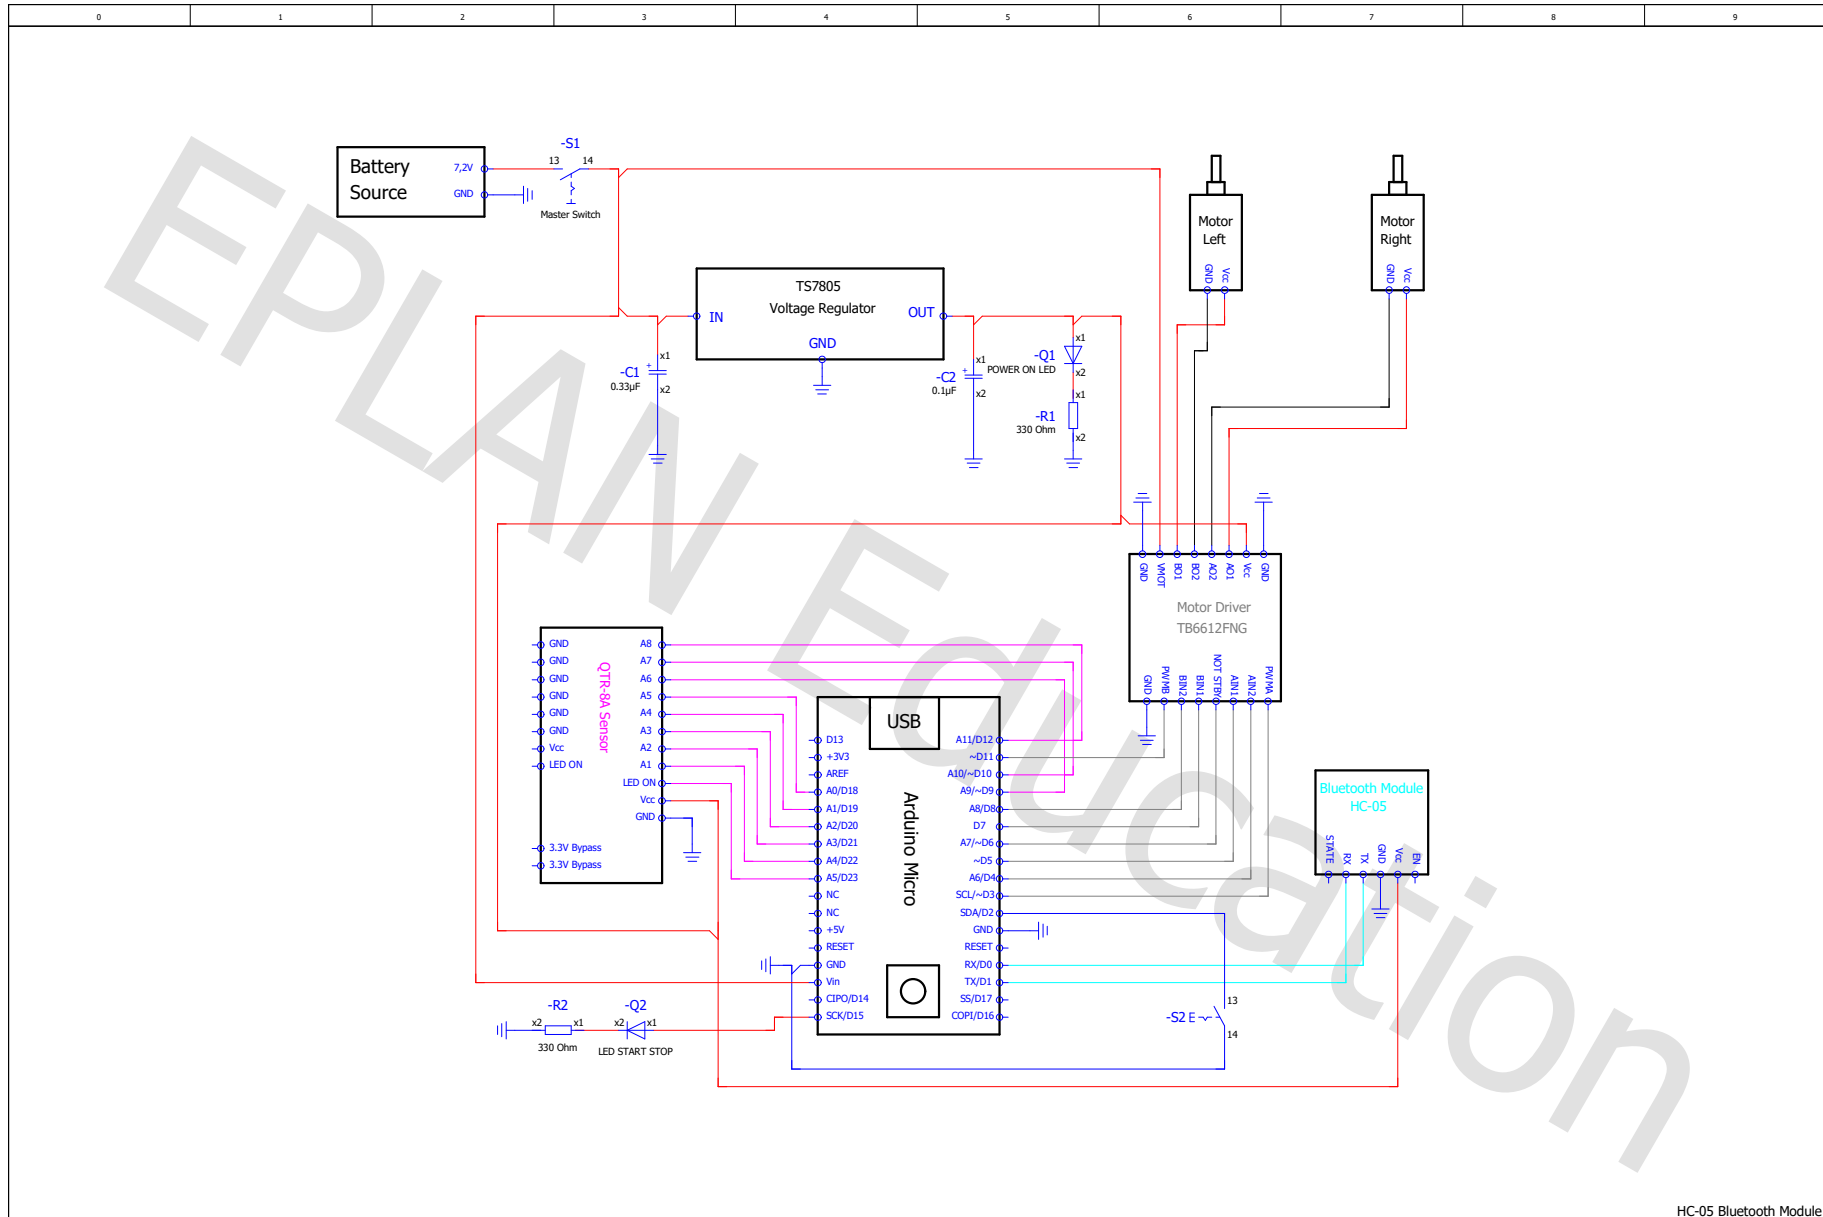 0 1 2 3 4 5 6 7 8 9
EPLAN Education
Battery
Source
7,2V
GND
-S1
13 14
Master Switch
TS7805
Voltage Regulator
IN
OUT
GND
-C1
0.33µF
+
x1
x2
-C2
0.1µF
+
x1
x2
-Q1
POWER ON LED
x1
x2
-R1
330 Ohm
x1
x2
Motor
Left
GND
Vcc
Motor
Right
GND
Vcc
GND
VMOT
BO1
BO2
AO2
AO1
Vcc
GND
Motor Driver
TB6612FNG
GND
PWMB
BIN2
BIN1
NOT STBY
AIN1
AIN2
PWMA
QTR-8A Sensor
GND
GND
GND
GND
GND
GND
Vcc
LED ON
3.3V Bypass
3.3V Bypass
A8
A7
A6
A5
A4
A3
A2
A1
LED ON
Vcc
GND
USB
Arduino Micro
D13
+3V3
AREF
A0/D18
A1/D19
A2/D20
A3/D21
A4/D22
A5/D23
NC
NC
+5V
RESET
GND
Vin
CIPO/D14
SCK/D15
A11/D12
~D11
A10/~D10
A9/~D9
A8/D8
D7
A7/~D6
~D5
A6/D4
SCL/~D3
SDA/D2
GND
RESET
RX/D0
TX/D1
SS/D17
COPI/D16
Bluetooth Module
HC-05
STATE
RX
TX
GND
Vcc
EN
-S2
13
14
-R2
x2 x1
330 Ohm
-Q2
x2 x1
LED START STOP
HC-05 Bluetooth Module